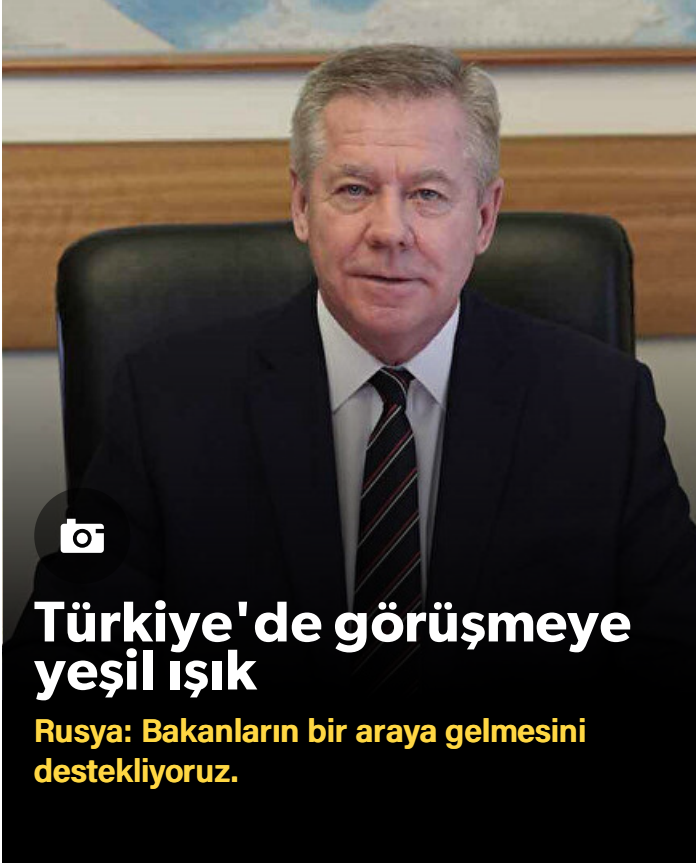 Türkiye'de görüşmeye
yeşil ışık
Rusya: Bakanların bir araya gelmesini
destekliyoruz.